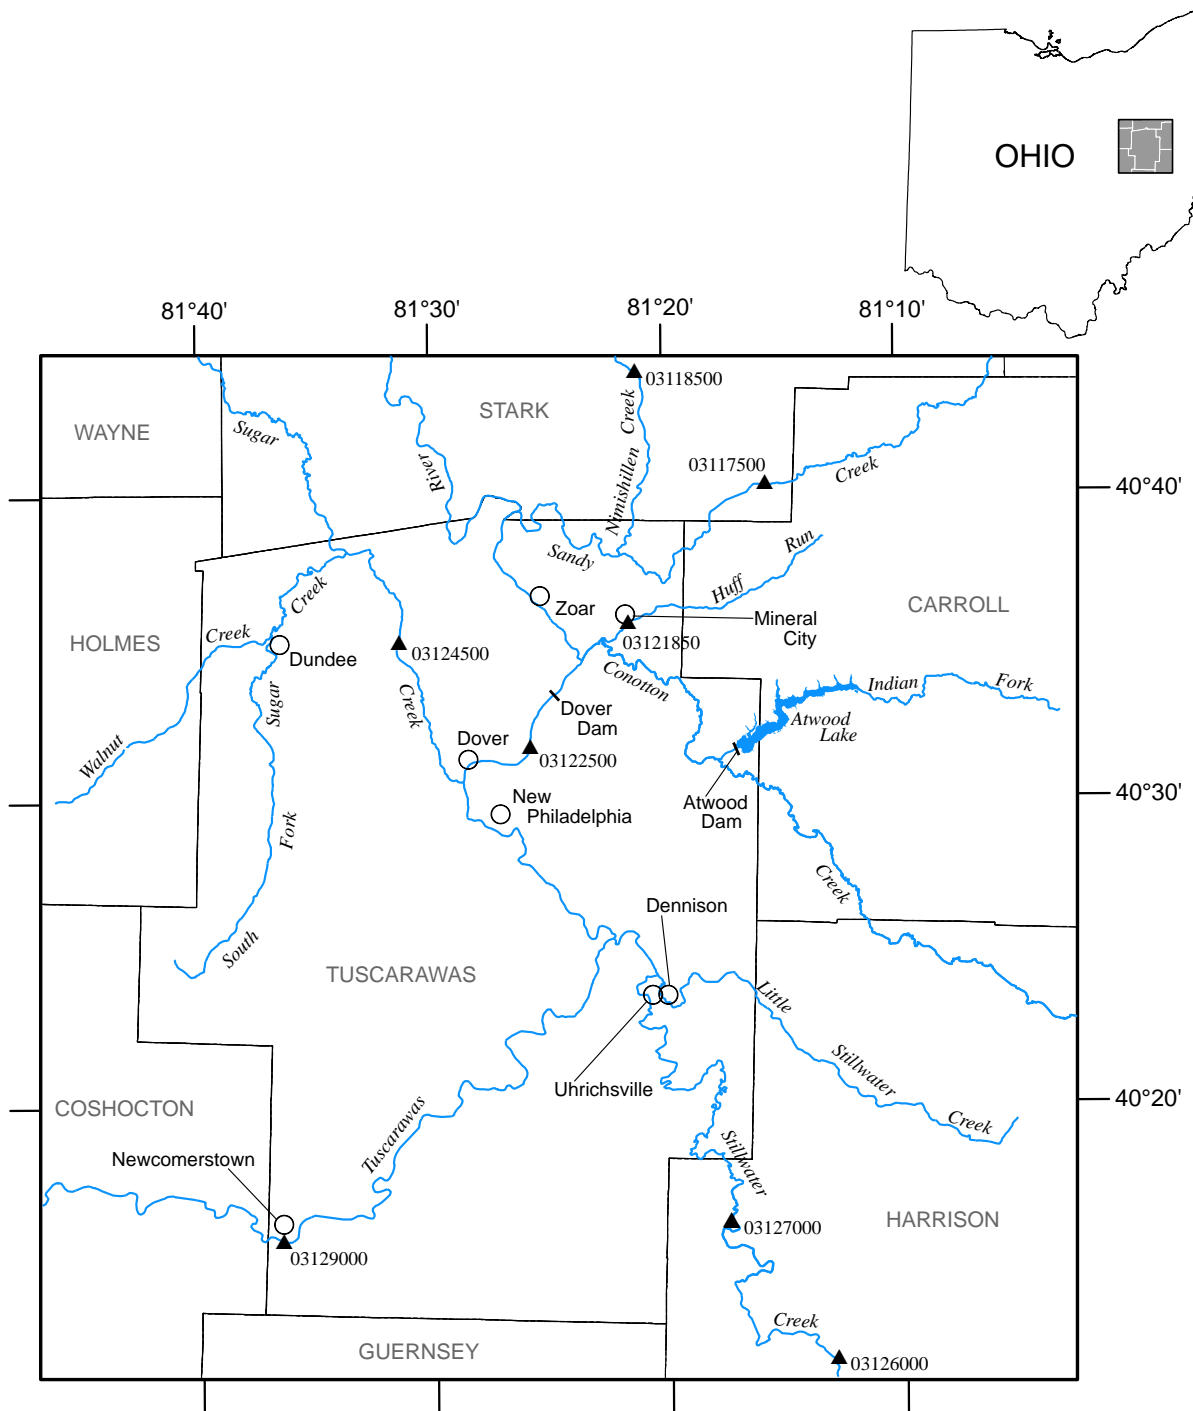 OHIO
81°40'
81°30'
81°20'
81°10'
03118500
STARK
WAYNE
Sugar
River
Nimishillen
Creek
03117500
Creek
40°40'
Sandy
Run
Huff
Creek
Zoar
Mineral
City
CARROLL
HOLMES
Creek
Dundee
03124500
03121850
Conotton
Indian
Fork
Sugar
Creek
Dover
Dam
Atwood
Lake
Walnut
Dover
03122500
40°30'
New
Philadelphia
Atwood
Dam
Fork
Creek
Dennison
South
TUSCARAWAS
Little
Stillwater
Creek
Uhrichsville
40°20'
COSHOCTON
Tuscarawas
Stillwater
Newcomerstown
HARRISON
03127000
03129000
Creek
GUERNSEY
03126000